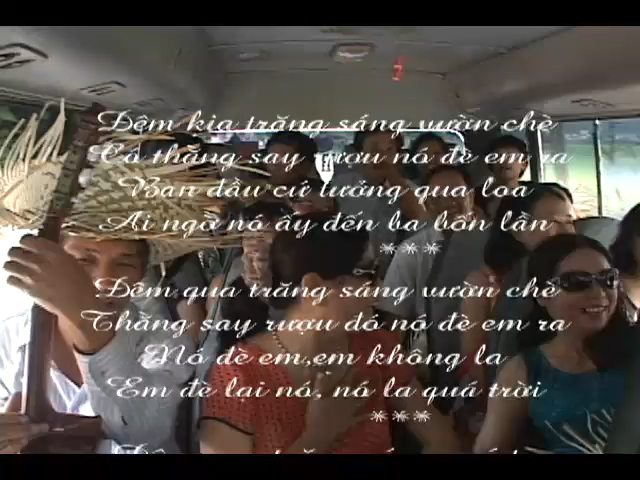 Đêm kia trăng sáng vườn chè
Có thằng say rượu nó đè em ra
Ban đầu cứ tưởng qua loa
Ai ngờ nó ấy đến ba bốn lần
***
Đêm qua trăng sáng vườn chè
Thằng say rượu đó nó đè em ra
Nó đè em,em không la
Em đè lai nó, nó la quá trời
***